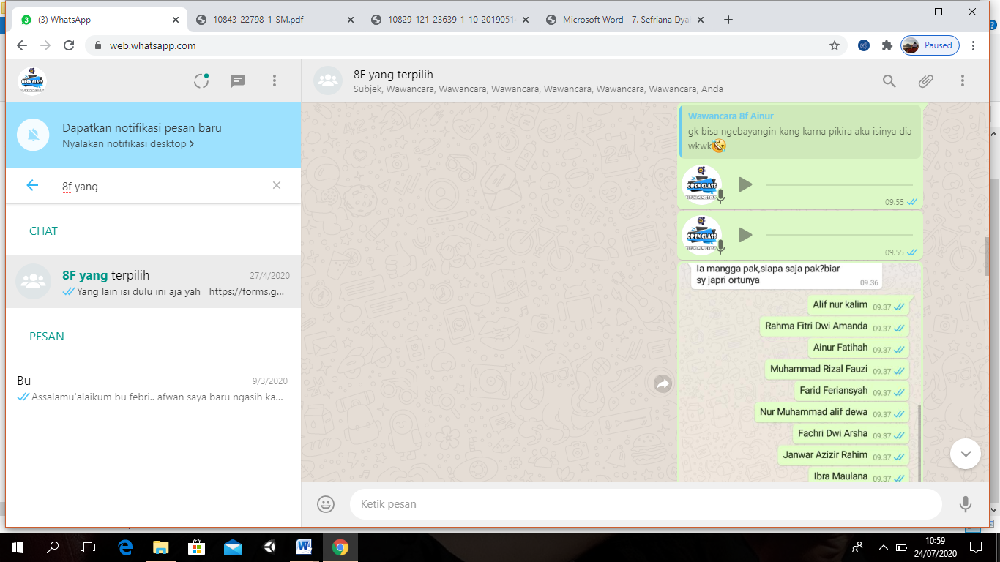 (3) WhatsApp
10843-22798-1-SM.pdf
10829-121-23639-1-10-2019051
Microsoft Word - 7. Sefriana Dya
web.whatsapp.com
Paused
OPEN CLASS
8F yang terpilih
Subjek, Wawancara, Wawancara, Wawancara, Wawancara, Wawancara, Wawancara, Anda
Dapatkan notifikasi pesan baru
Nyalakan notifikasi desktop >
8f yang
CHAT
8F yang terpilih
27/4/2020
Yang lain isi dulu ini aja yah https://forms.g...
PESAN
Bu
9/3/2020
Assalamu'alaikum bu febri.. afwan saya baru ngasih ka...
Wawancara 8f Ainur
gk bisa ngebayangin kang karna pikira aku isinya dia
wkwk🤣
OPEN CLASS
09.55
OPEN CLASS
09.55
Ia mangga pak,siapa saja pak?biar
sy japri ortunya
09.36
Alif nur kalim 09.37
Rahma Fitri Dwi Amanda 09.37
Ainur Fatihah 09.37
Muhammad Rizal Fauzi 09.37
Farid Feriansyah 09.37
Nur Muhammad alif dewa 09.37
Fachri Dwi Arsha 09.37
Janwar Azizir Rahim 09.37
Ibra Maulana 09.37
Ketik pesan
10:59
24/07/2020